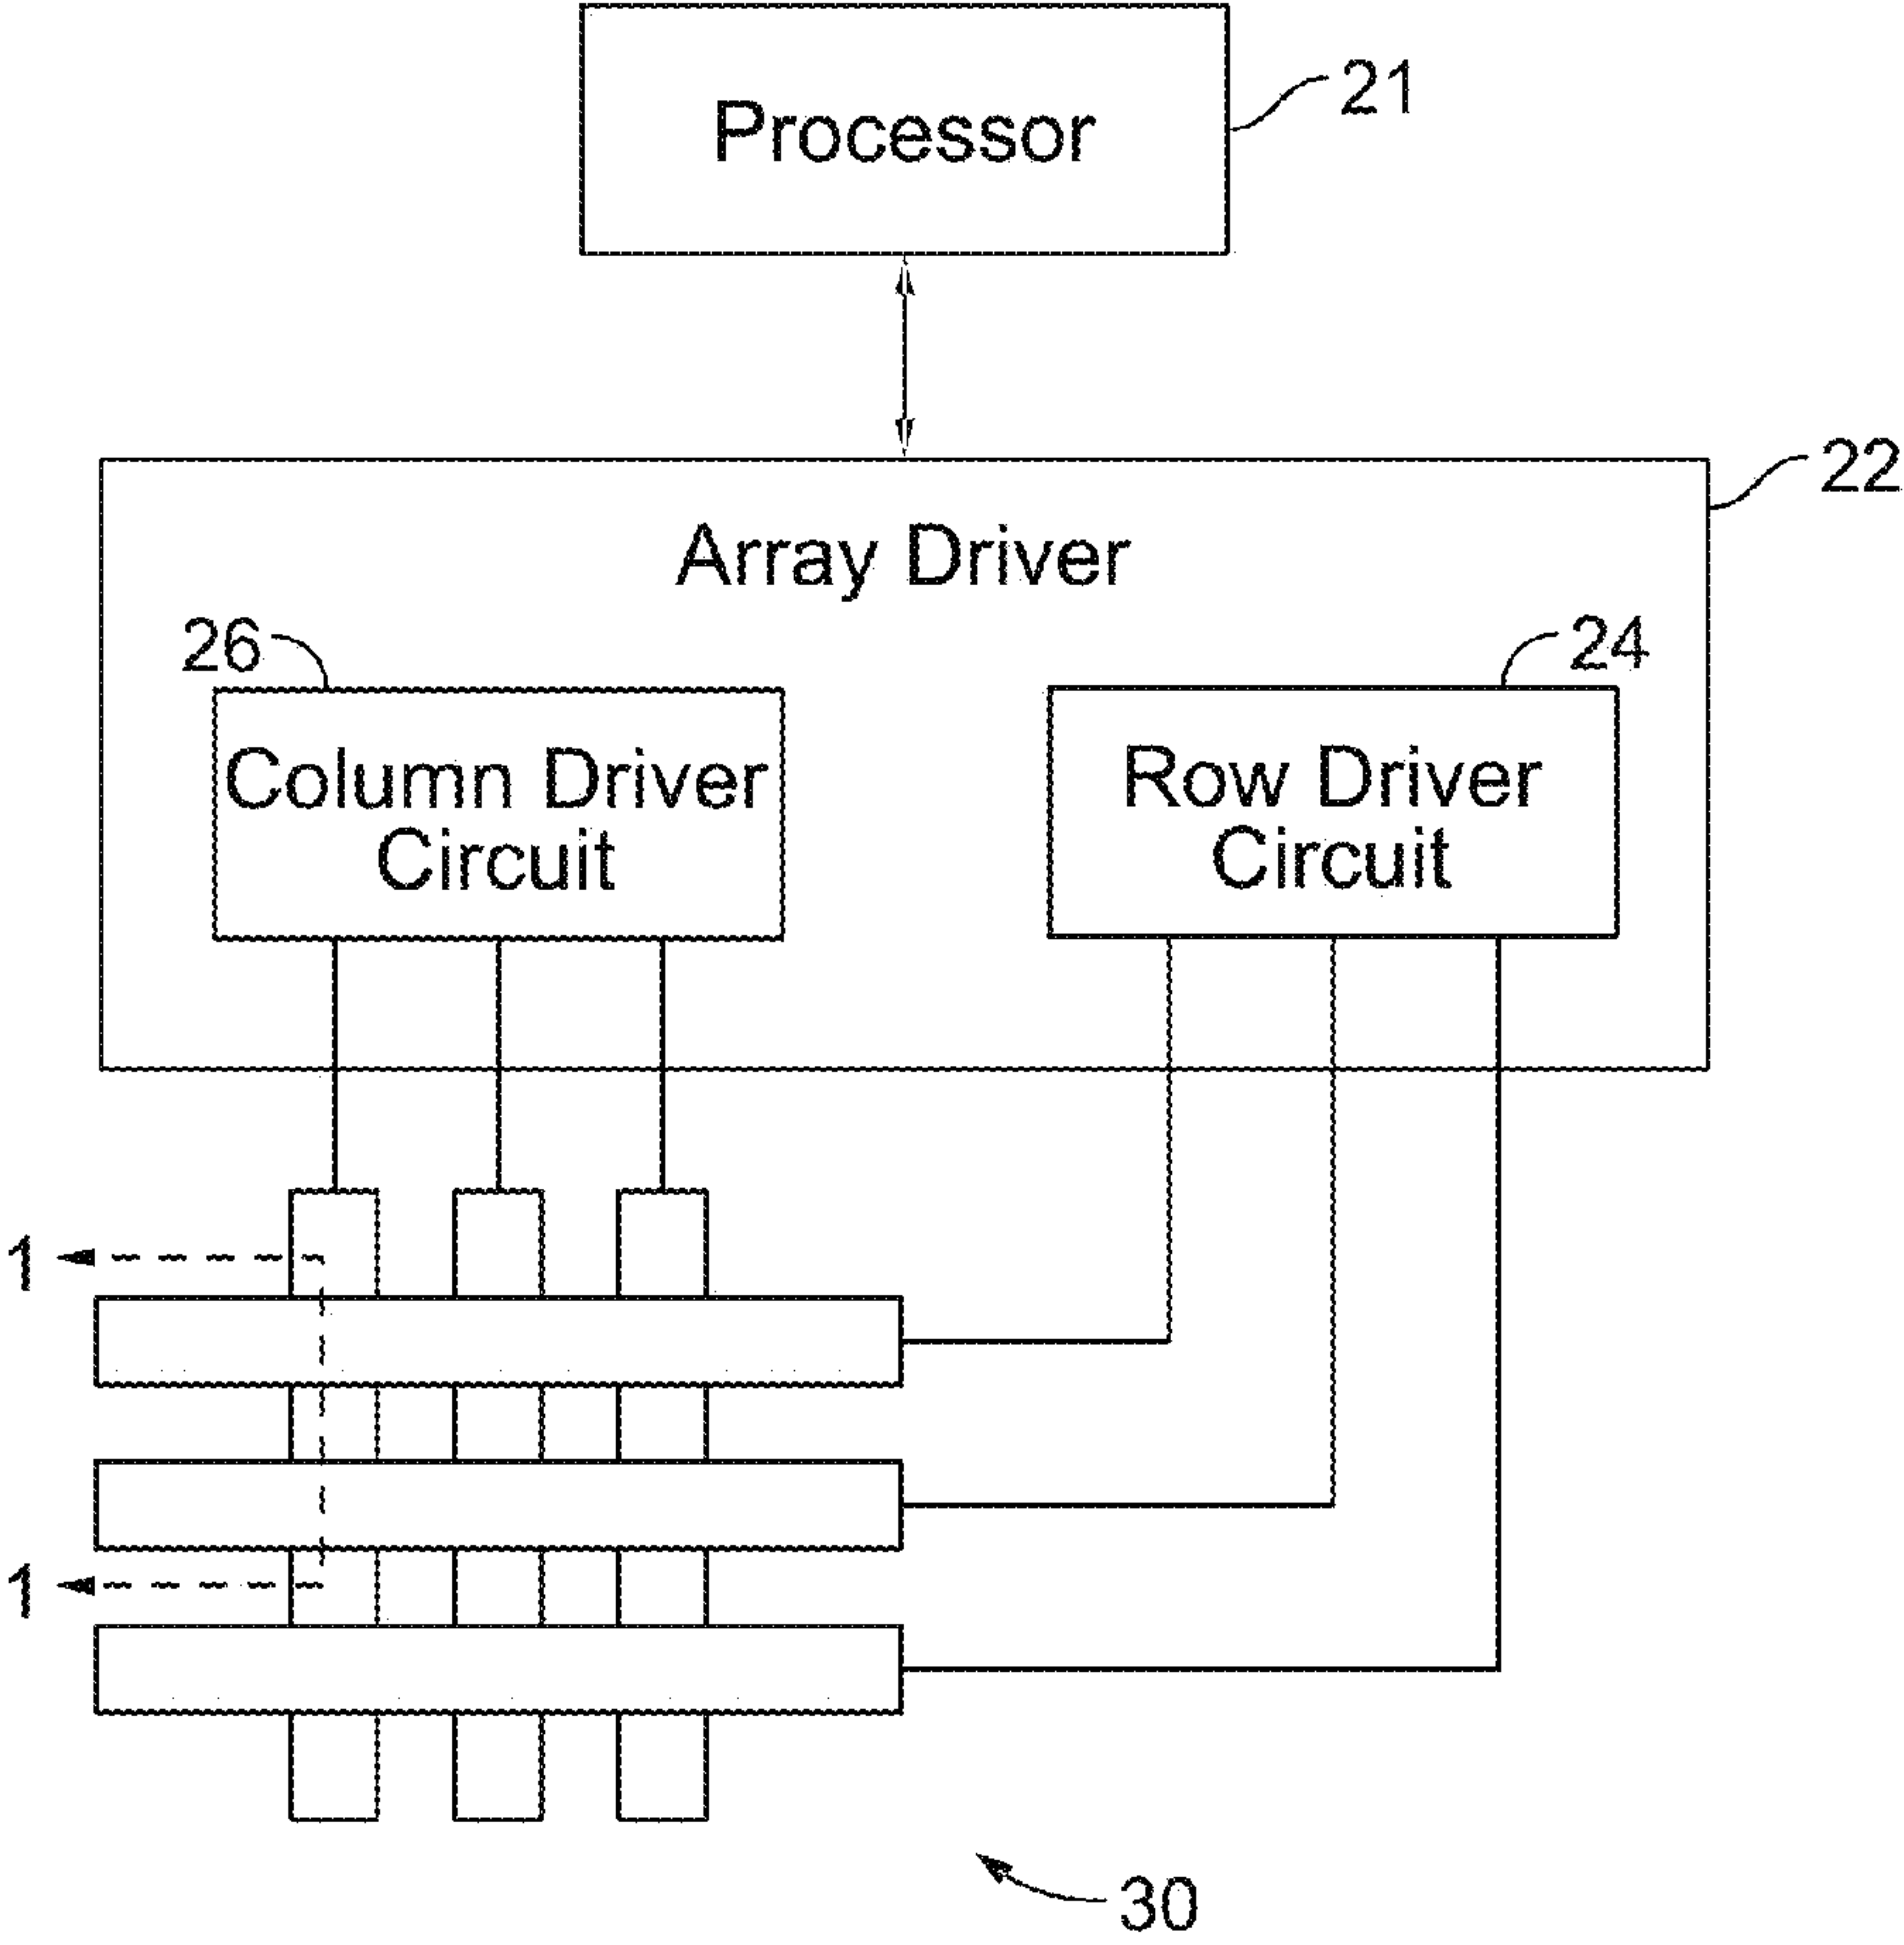 Processor
21
22
Array Driver
26
24
Column Driver
Circuit
Row Driver
Circuit
1
1
30